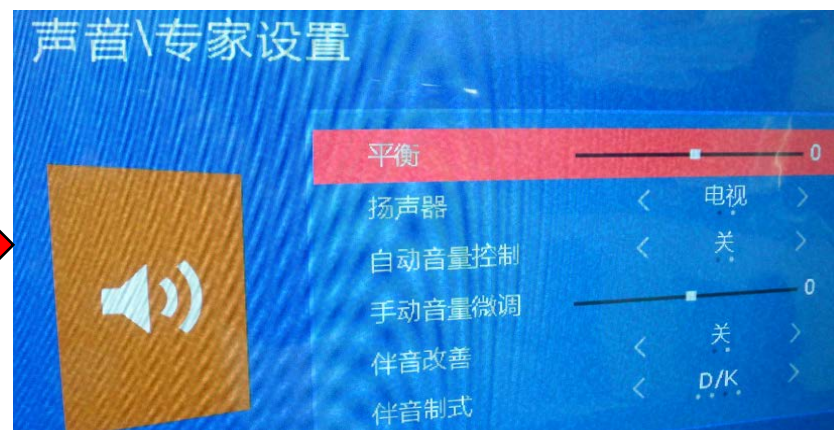 声音\专家设置
平衡 0
扬声器 < 电视 >
自动音量控制 < 关 >
手动音量微调 0
伴音改善 < 关 >
伴音制式 < D/K >